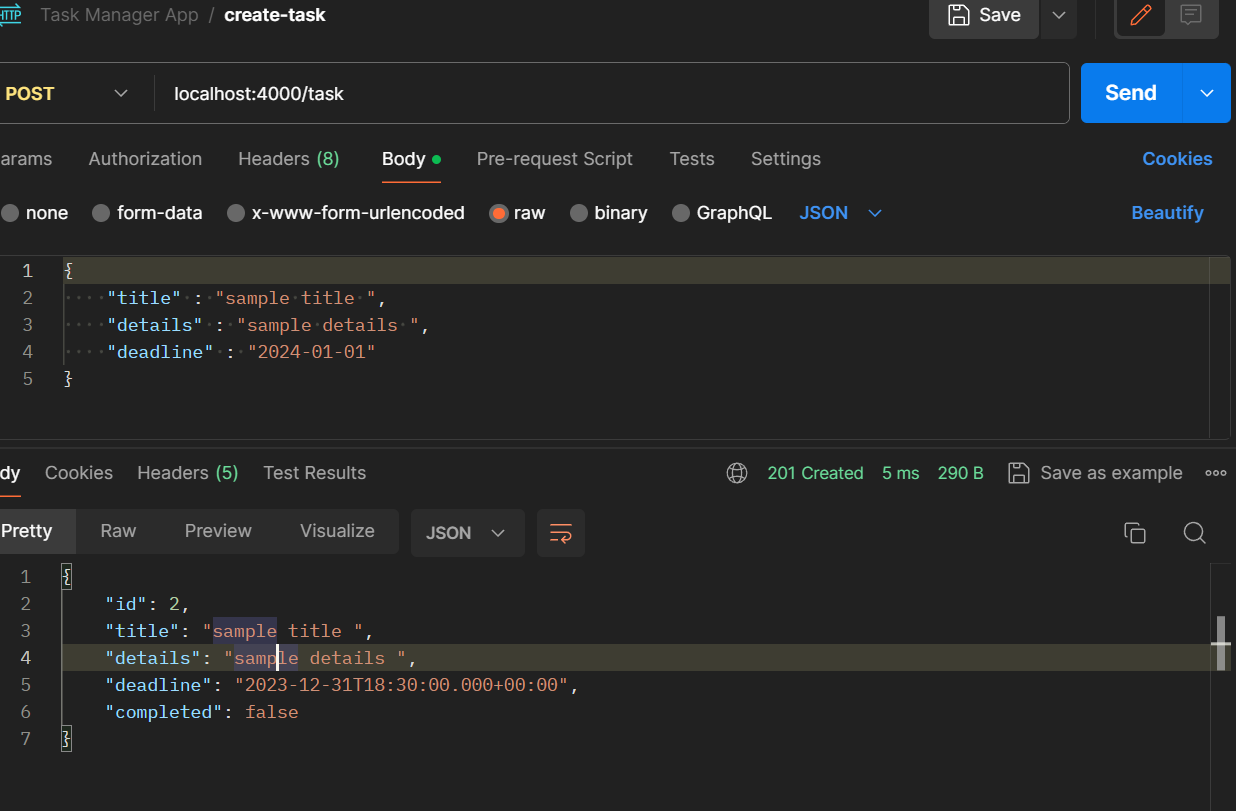 HTTP Task Manager App / create-task Save
POST localhost:4000/task Send
arams Authorization Headers (8) Body Pre-request Script Tests Settings Cookies
none form-data x-www-form-urlencoded raw binary GraphQL JSON Beautify
1 {
2 "title" : "sample title ",
3 "details" : "sample details ",
4 "deadline" : "2024-01-01"
5 }
dy Cookies Headers (5) Test Results 201 Created 5 ms 290 B Save as example
Pretty Raw Preview Visualize JSON
1 {
2 "id": 2,
3 "title": "sample title ",
4 "details": "sample details ",
5 "deadline": "2023-12-31T18:30:00.000+00:00",
6 "completed": false
7 }